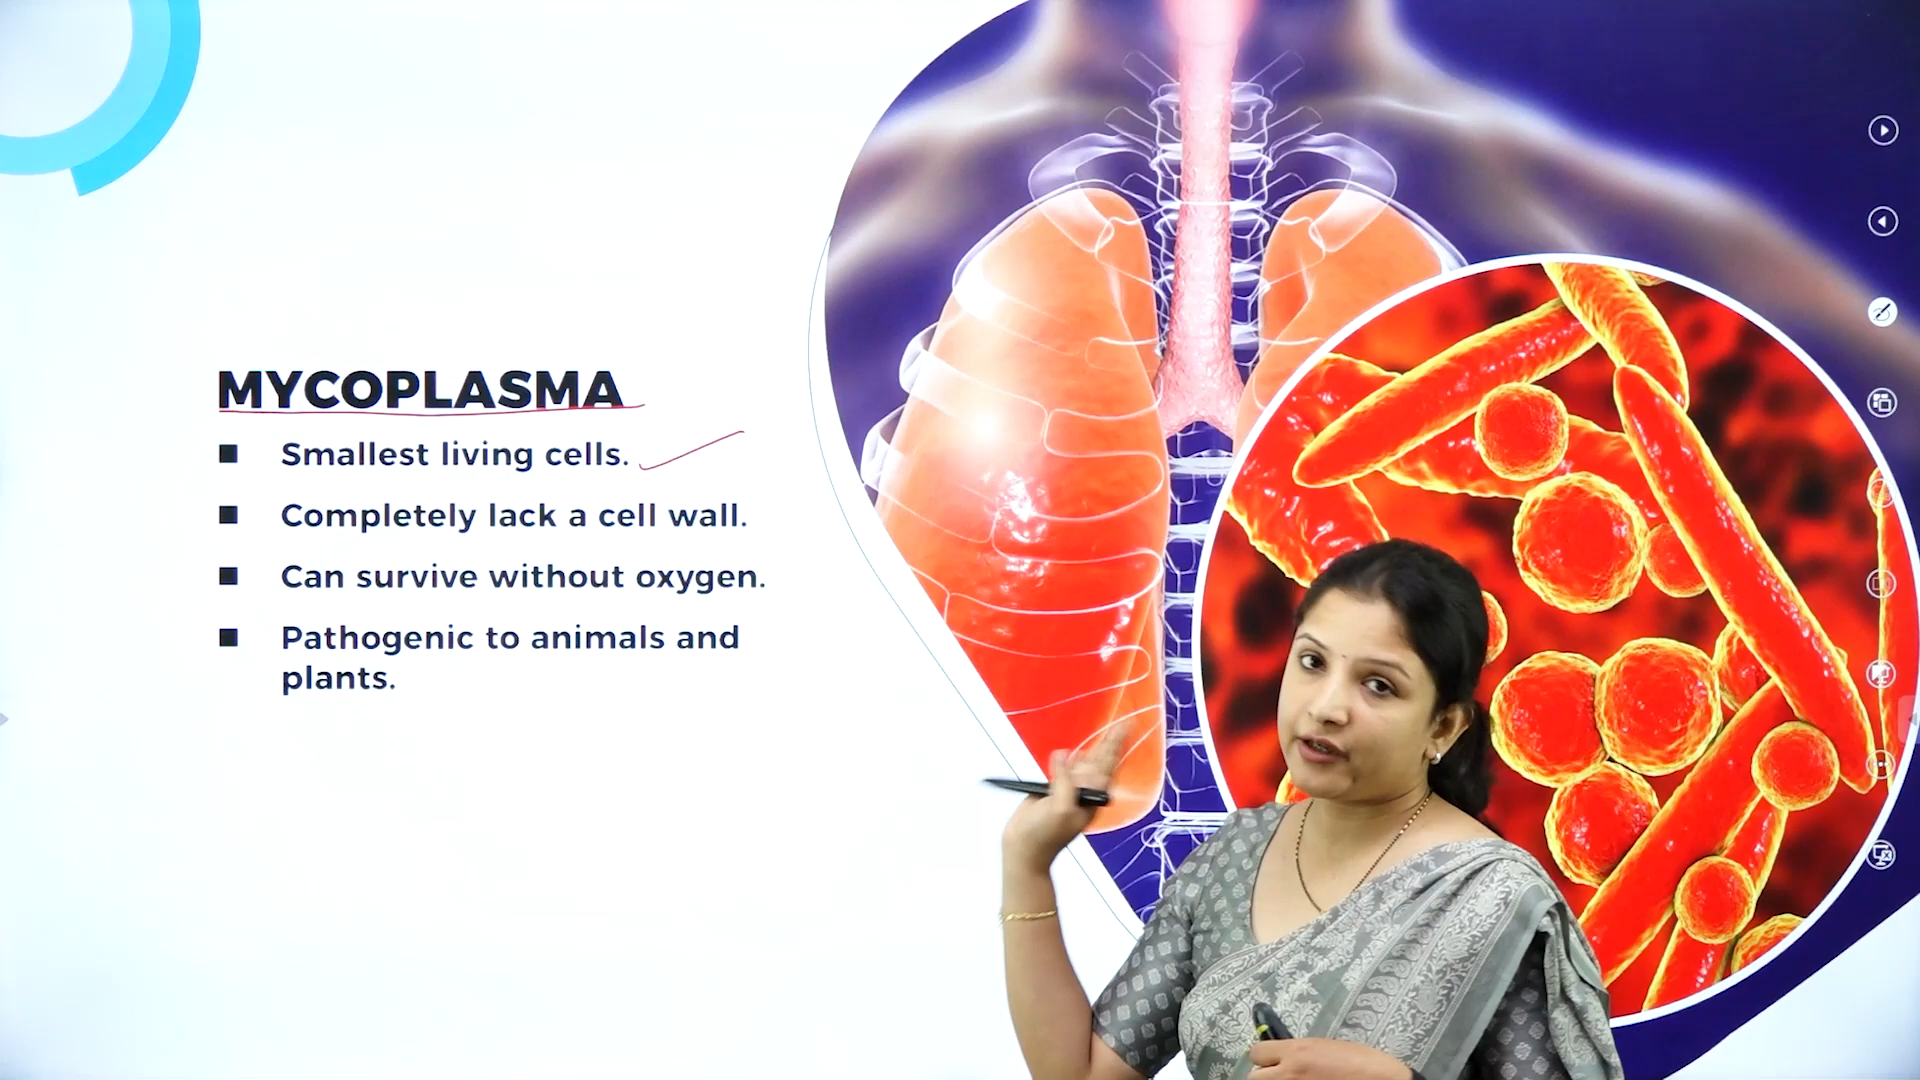 MYCOPLASMA
■ Smallest living cells.
■ Completely lack a cell wall.
■ Can survive without oxygen.
■ Pathogenic to animals and
plants.